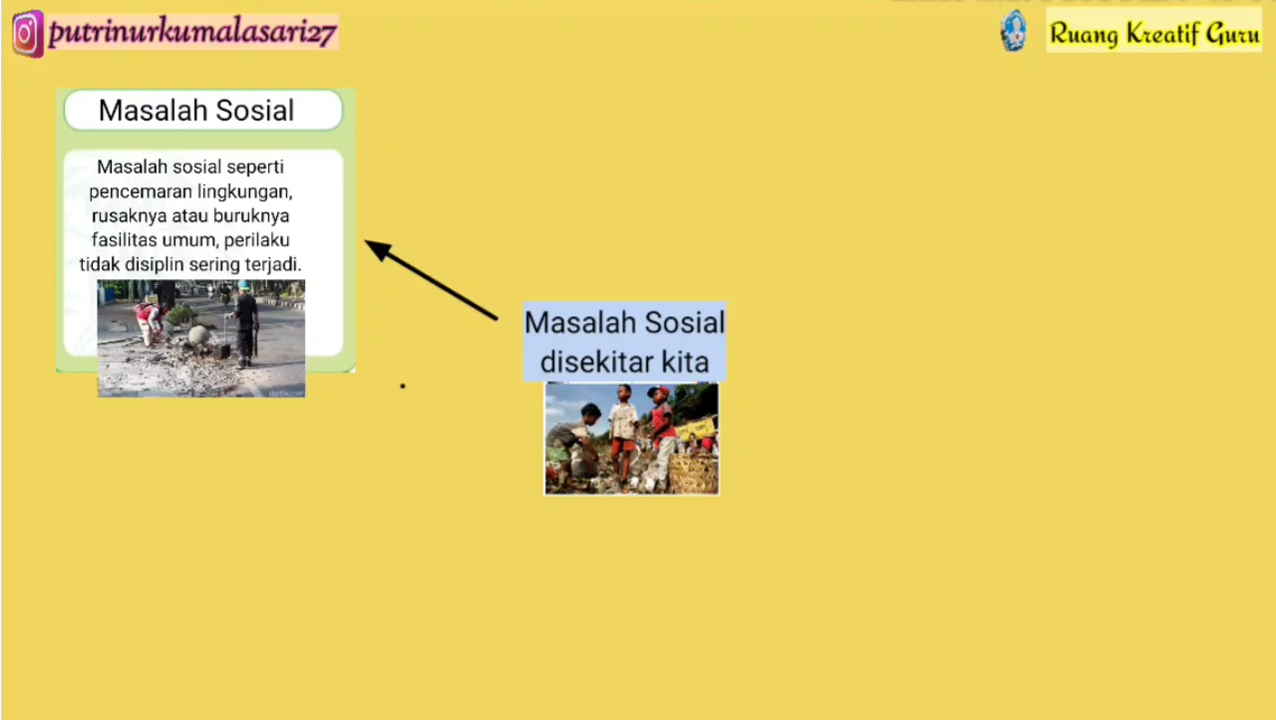 putrinurkumalasari27
Ruang Kreatif Guru
Masalah Sosial
Masalah sosial seperti
pencemaran lingkungan,
rusaknya atau buruknya
fasilitas umum, perilaku
tidak disiplin sering terjadi.
Masalah Sosial
disekitar kita